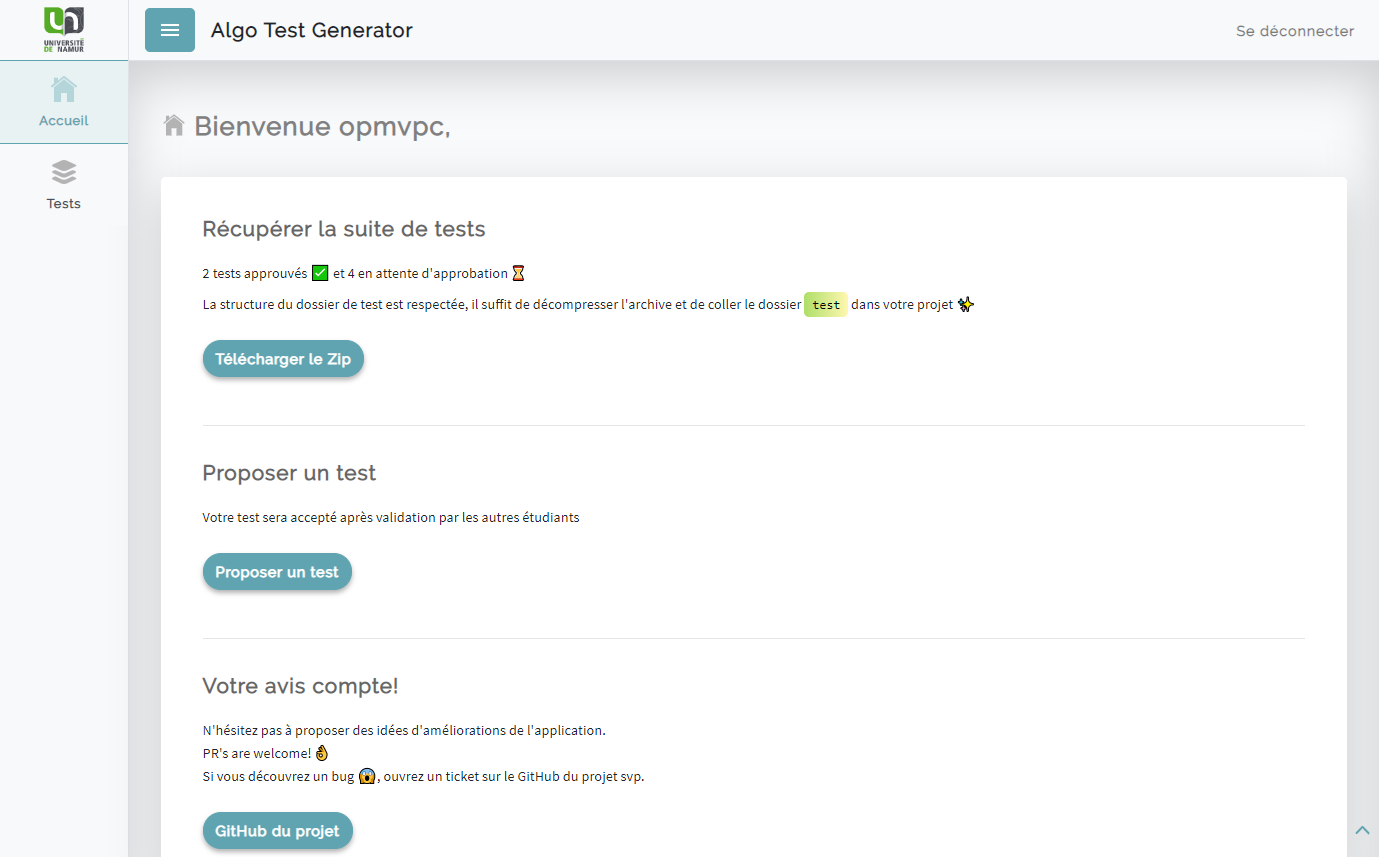 UNIVERSITÉ
DE NAMUR
Algo Test Generator
Se déconnecter
Accueil
Tests
Bienvenue opmvpc,
Récupérer la suite de tests
2 tests approuvés ✅ et 4 en attente d'approbation ⏳
La structure du dossier de test est respectée, il suffit de décompresser l'archive et de coller le dossier test dans votre projet ✨
Télécharger le Zip
Proposer un test
Votre test sera accepté après validation par les autres étudiants
Proposer un test
Votre avis compte!
N'hésitez pas à proposer des idées d'améliorations de l'application.
PR's are welcome! 👌
Si vous découvrez un bug 😱, ouvrez un ticket sur le GitHub du projet svp.
GitHub du projet